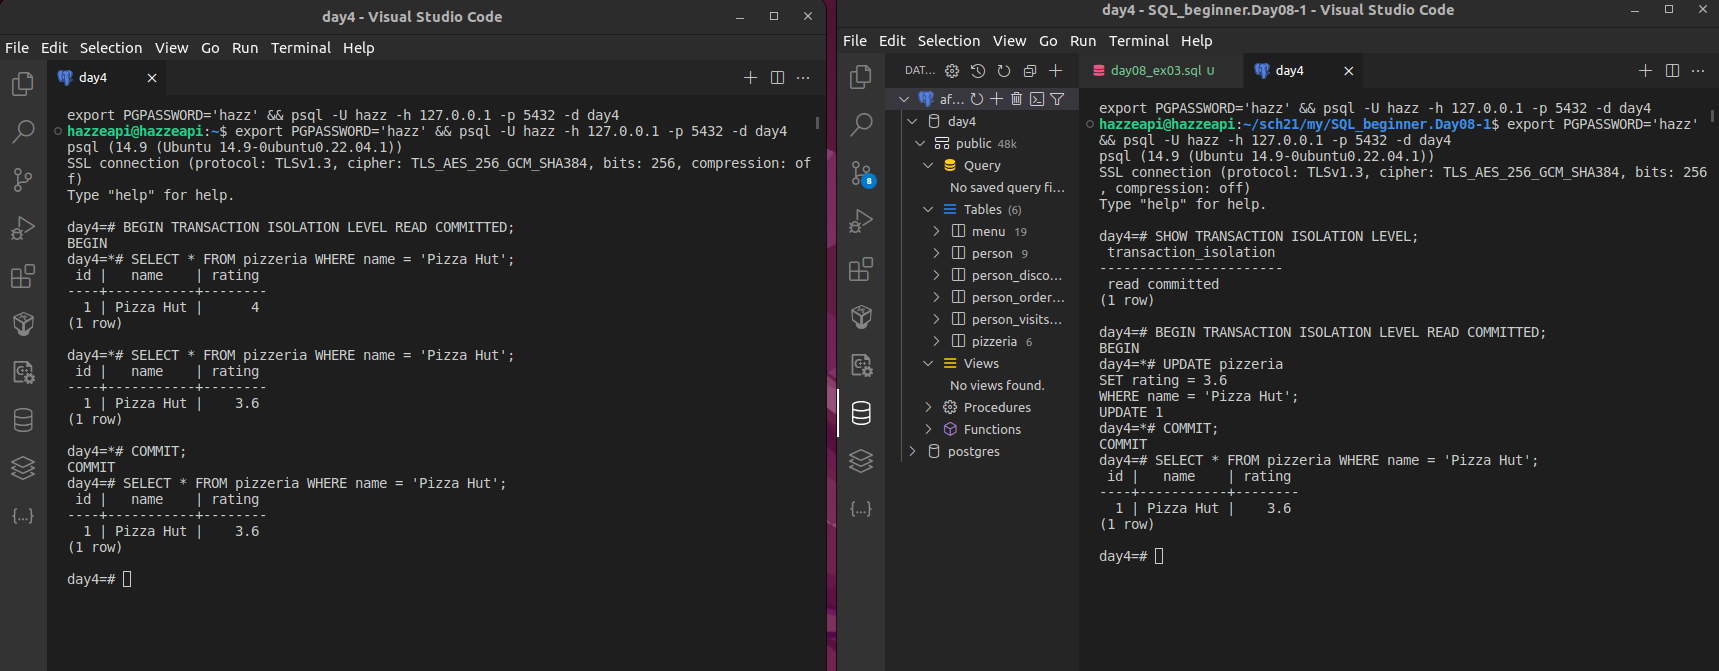 day4 - Visual Studio Code
File Edit Selection View Go Run Terminal Help
day4
export PGPASSWORD='hazz' && psql -U hazz -h 127.0.0.1 -p 5432 -d day4
hazzeapi@hazzeapi:~$ export PGPASSWORD='hazz' && psql -U hazz -h 127.0.0.1 -p 5432 -d day4
psql (14.9 (Ubuntu 14.9-0ubuntu0.22.04.1))
SSL connection (protocol: TLSv1.3, cipher: TLS_AES_256_GCM_SHA384, bits: 256, compression: of
f)
Type "help" for help.
day4=# BEGIN TRANSACTION ISOLATION LEVEL READ COMMITTED;
BEGIN
day4=*# SELECT * FROM pizzeria WHERE name = 'Pizza Hut';
 id |   name    | rating
----+-----------+--------
  1 | Pizza Hut |      4
(1 row)
day4=*# SELECT * FROM pizzeria WHERE name = 'Pizza Hut';
 id |   name    | rating
----+-----------+--------
  1 | Pizza Hut |    3.6
(1 row)
day4=*# COMMIT;
COMMIT
day4=# SELECT * FROM pizzeria WHERE name = 'Pizza Hut';
 id |   name    | rating
----+-----------+--------
  1 | Pizza Hut |    3.6
(1 row)
day4=#
day4 - SQL_beginner.Day08-1 - Visual Studio Code
File Edit Selection View Go Run Terminal Help
DAT...
af...
day4
public 48k
Query
No saved query fi...
Tables (6)
menu 19
person 9
person_disco...
person_order...
person_visits...
pizzeria 6
Views
No views found.
Procedures
Functions
postgres
8
day08_ex03.sql U
day4
export PGPASSWORD='hazz' && psql -U hazz -h 127.0.0.1 -p 5432 -d day4
hazzeapi@hazzeapi:~/sch21/my/SQL_beginner.Day08-1$ export PGPASSWORD='hazz'
&& psql -U hazz -h 127.0.0.1 -p 5432 -d day4
psql (14.9 (Ubuntu 14.9-0ubuntu0.22.04.1))
SSL connection (protocol: TLSv1.3, cipher: TLS_AES_256_GCM_SHA384, bits: 256
, compression: off)
Type "help" for help.
day4=# SHOW TRANSACTION ISOLATION LEVEL;
 transaction_isolation
-----------------------
 read committed
(1 row)
day4=# BEGIN TRANSACTION ISOLATION LEVEL READ COMMITTED;
BEGIN
day4=*# UPDATE pizzeria
SET rating = 3.6
WHERE name = 'Pizza Hut';
UPDATE 1
day4=*# COMMIT;
COMMIT
day4=# SELECT * FROM pizzeria WHERE name = 'Pizza Hut';
 id |   name    | rating
----+-----------+--------
  1 | Pizza Hut |    3.6
(1 row)
day4=#